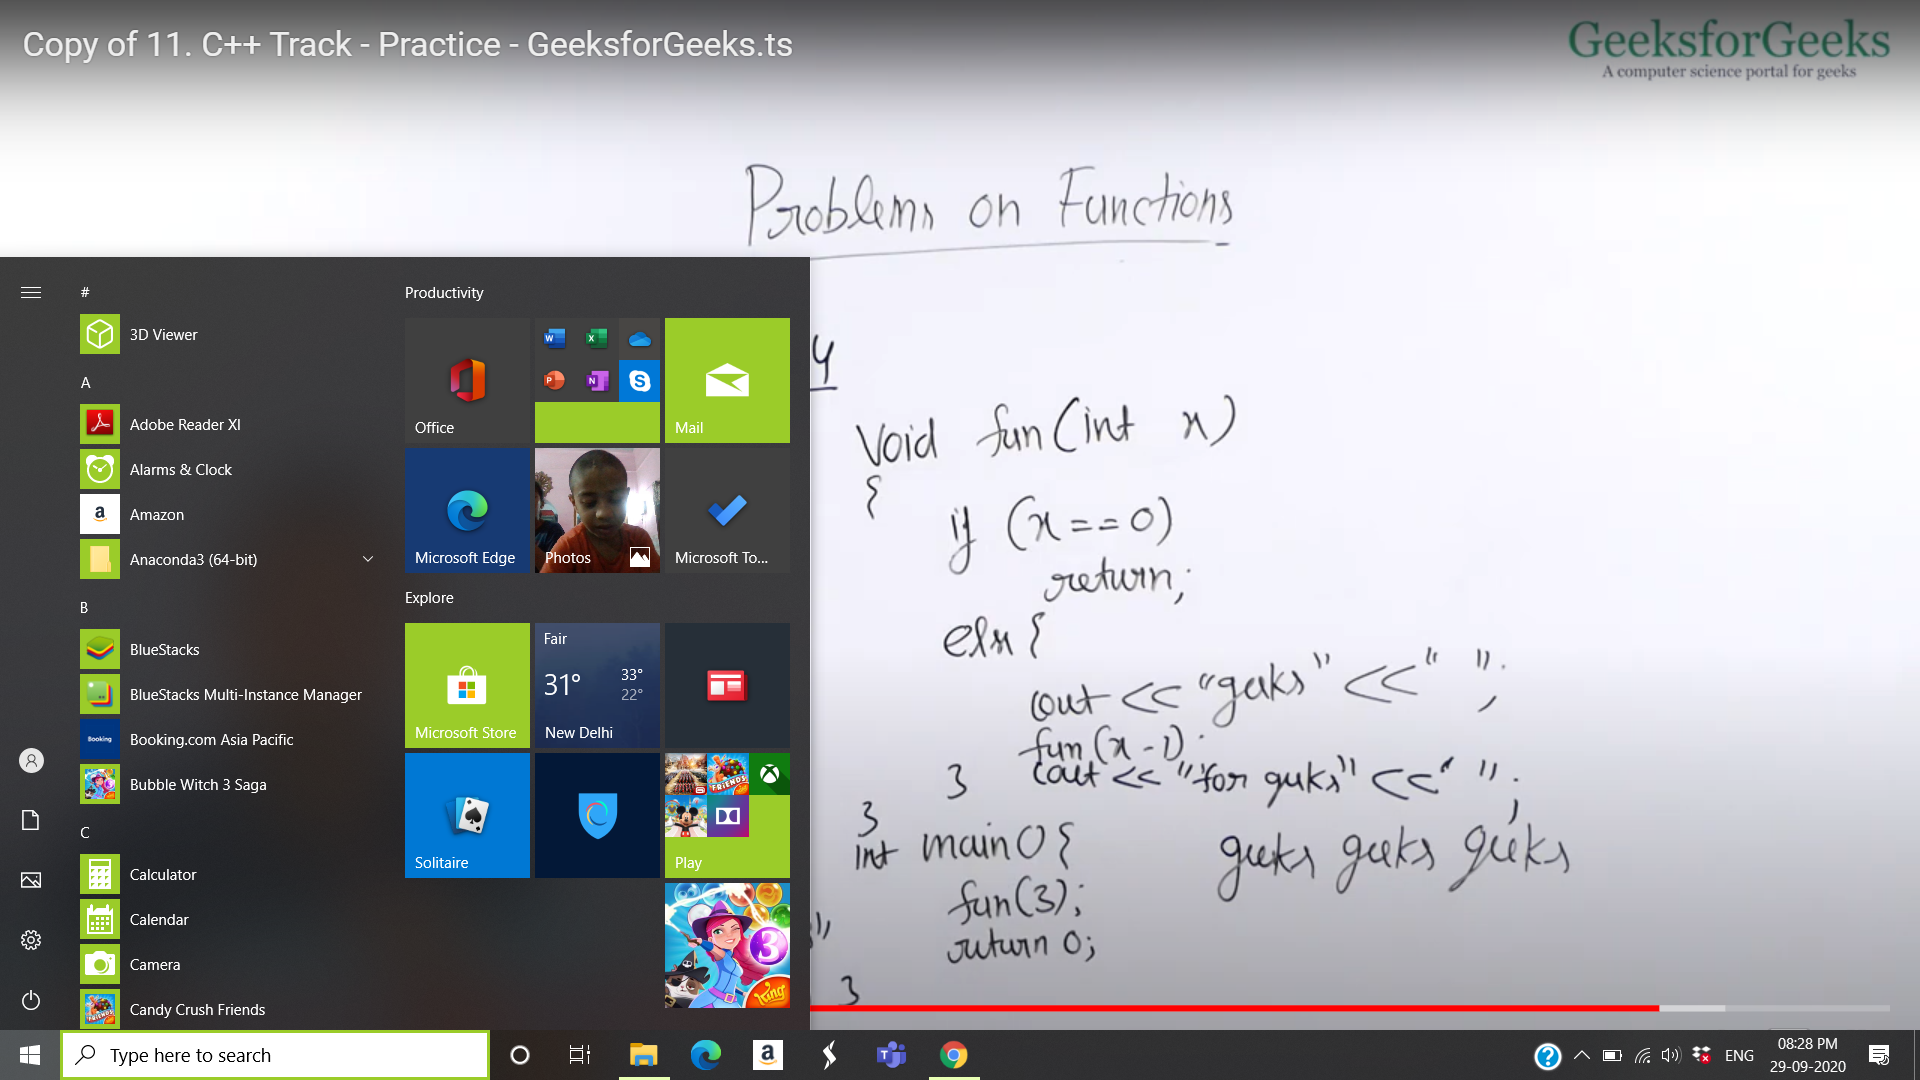 Copy of 11. C++ Track - Practice - GeeksforGeeks.ts
GeeksforGeeks
A computer science portal for geeks
Problems on Functions
#
3D Viewer
A
Adobe Reader XI
Alarms & Clock
Amazon
Anaconda3 (64-bit)
B
BlueStacks
BlueStacks Multi-Instance Manager
Booking.com Asia Pacific
Bubble Witch 3 Saga
C
Calculator
Calendar
Camera
Candy Crush Friends
Productivity
Office
Mail
Microsoft Edge
Photos
Microsoft To...
Explore
Microsoft Store
Fair
31° 33°
22°
New Delhi
Solitaire
Play
3
King
4
void fun(int x)
{
if (x==0)
return;
else {
cout << "geeks" << " ";
fun(x-1);
} cout << "for geeks" << " ";
}
int main() {
fun(3);
return 0;
}
geeks geeks geeks
Type here to search
ENG
08:28 PM
29-09-2020